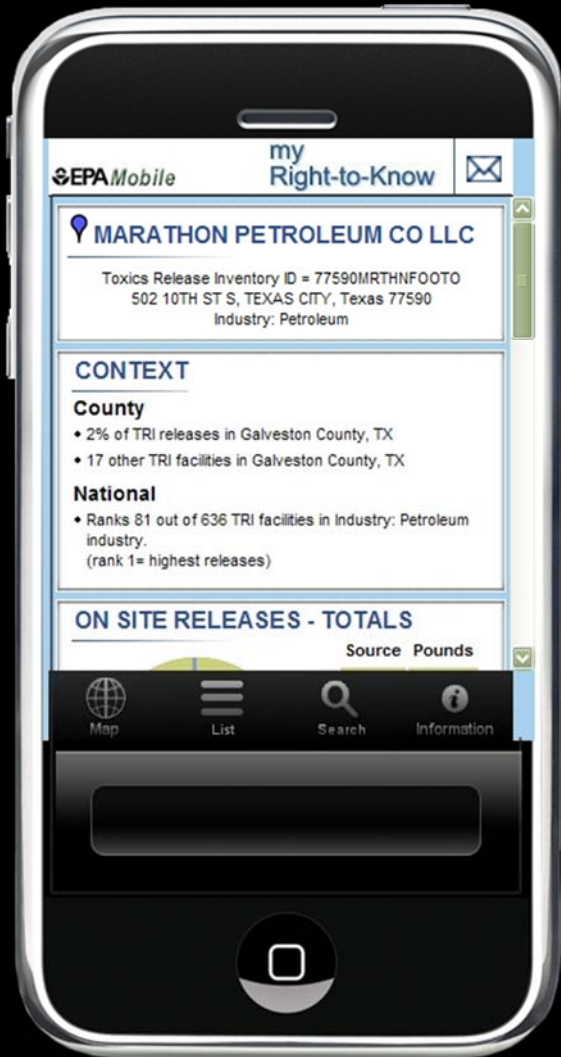 EPA Mobile
my
Right-to-Know
MARATHON PETROLEUM CO LLC
Toxics Release Inventory ID = 77590MRTHNFOOTO
502 10TH ST S, TEXAS CITY, Texas 77590
Industry: Petroleum
CONTEXT
County
• 2% of TRI releases in Galveston County, TX
• 17 other TRI facilities in Galveston County, TX
National
• Ranks 81 out of 636 TRI facilities in Industry: Petroleum
industry.
(rank 1= highest releases)
ON SITE RELEASES - TOTALS
Source Pounds
Map List Search Information